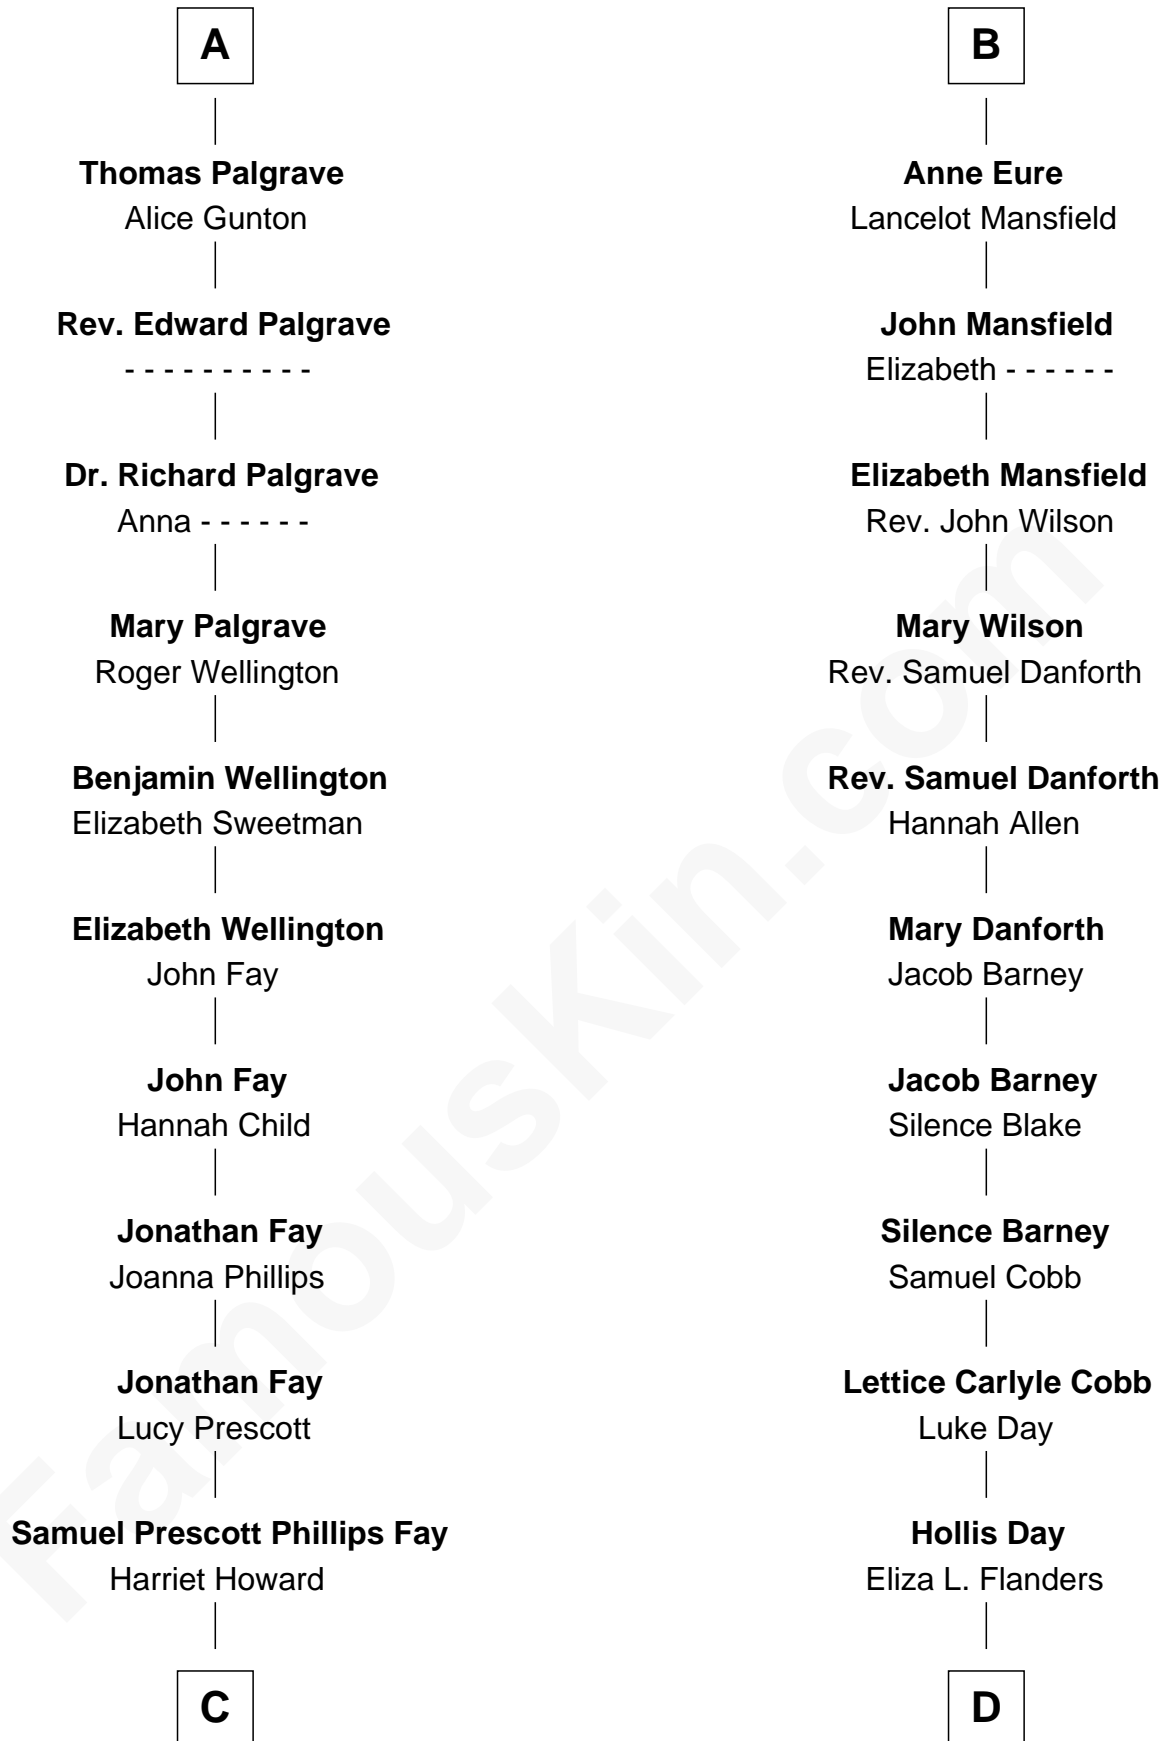 A
Thomas Palgrave
Alice Gunton
Rev. Edward Palgrave
- - - - - - - - - -
Dr. Richard Palgrave
Anna - - - - - -
Mary Palgrave
Roger Wellington
Benjamin Wellington
Elizabeth Sweetman
Elizabeth Wellington
John Fay
John Fay
Hannah Child
Jonathan Fay
Joanna Phillips
Jonathan Fay
Lucy Prescott
Samuel Prescott Phillips Fay
Harriet Howard
C
B
Anne Eure
Lancelot Mansfield
John Mansfield
Elizabeth - - - - - -
Elizabeth Mansfield
Rev. John Wilson
Mary Wilson
Rev. Samuel Danforth
Rev. Samuel Danforth
Hannah Allen
Mary Danforth
Jacob Barney
Jacob Barney
Silence Blake
Silence Barney
Samuel Cobb
Lettice Carlyle Cobb
Luke Day
Hollis Day
Eliza L. Flanders
D
FamousKin.com